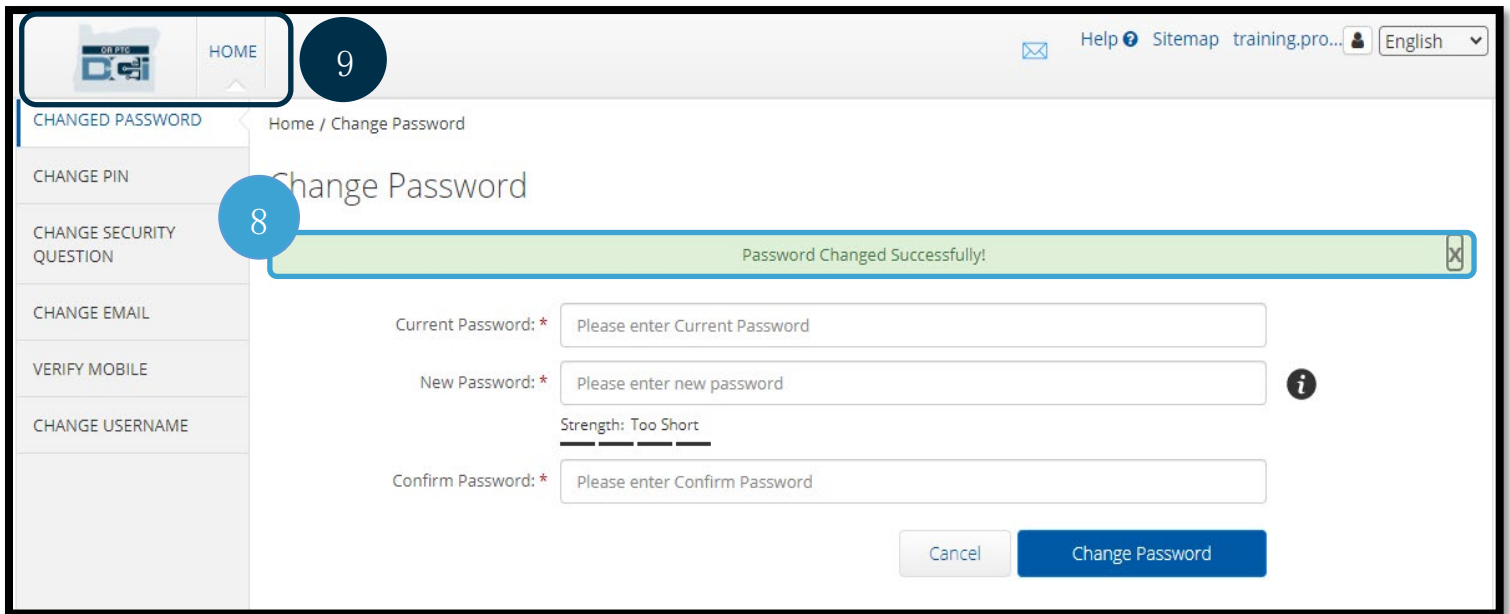 OR PTC
DCi
HOME
9
Help ? Sitemap training.pro... English
CHANGED PASSWORD
Home / Change Password
CHANGE PIN
Change Password
8
CHANGE SECURITY
QUESTION
Password Changed Successfully!
X
CHANGE EMAIL
Current Password: * Please enter Current Password
VERIFY MOBILE
New Password: * Please enter new password
i
CHANGE USERNAME
Strength: Too Short
Confirm Password: * Please enter Confirm Password
Cancel
Change Password